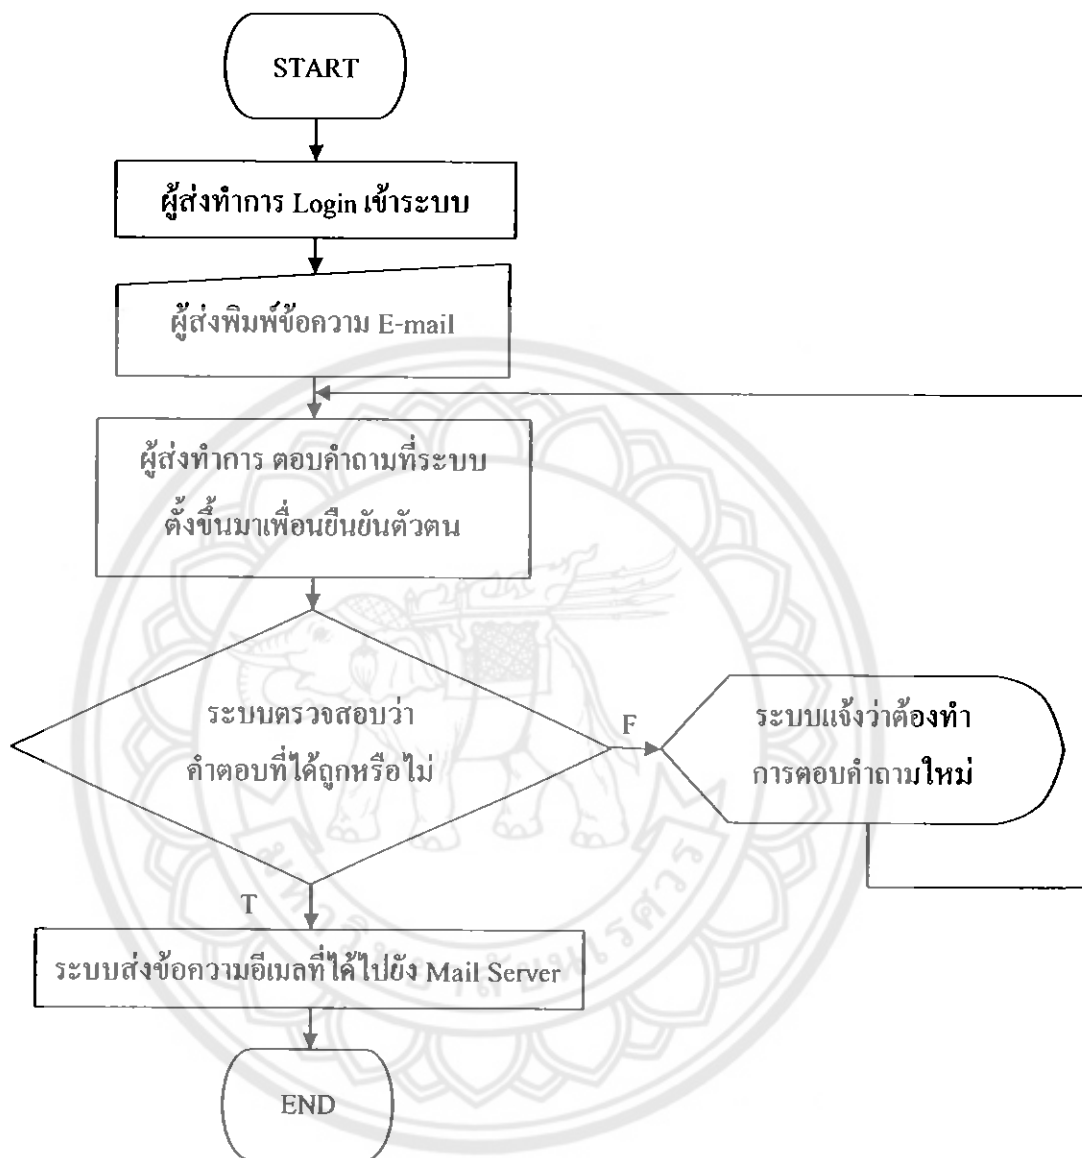 START
ผู้ส่งทำการ Login เข้าระบบ
ผู้ส่งพิมพ์ข้อความ E-mail
ผู้ส่งทำการ ตอบคำถามที่ระบบ
ตั้งขึ้นมาเพื่อนยืนยันตัวตน
ระบบตรวจสอบว่า
คำตอบที่ได้ถูกหรือไม่
F
ระบบแจ้งว่าต้องทำ
การตอบคำถามใหม่
T
ระบบส่งข้อความอีเมลที่ได้ไปยัง Mail Server
END